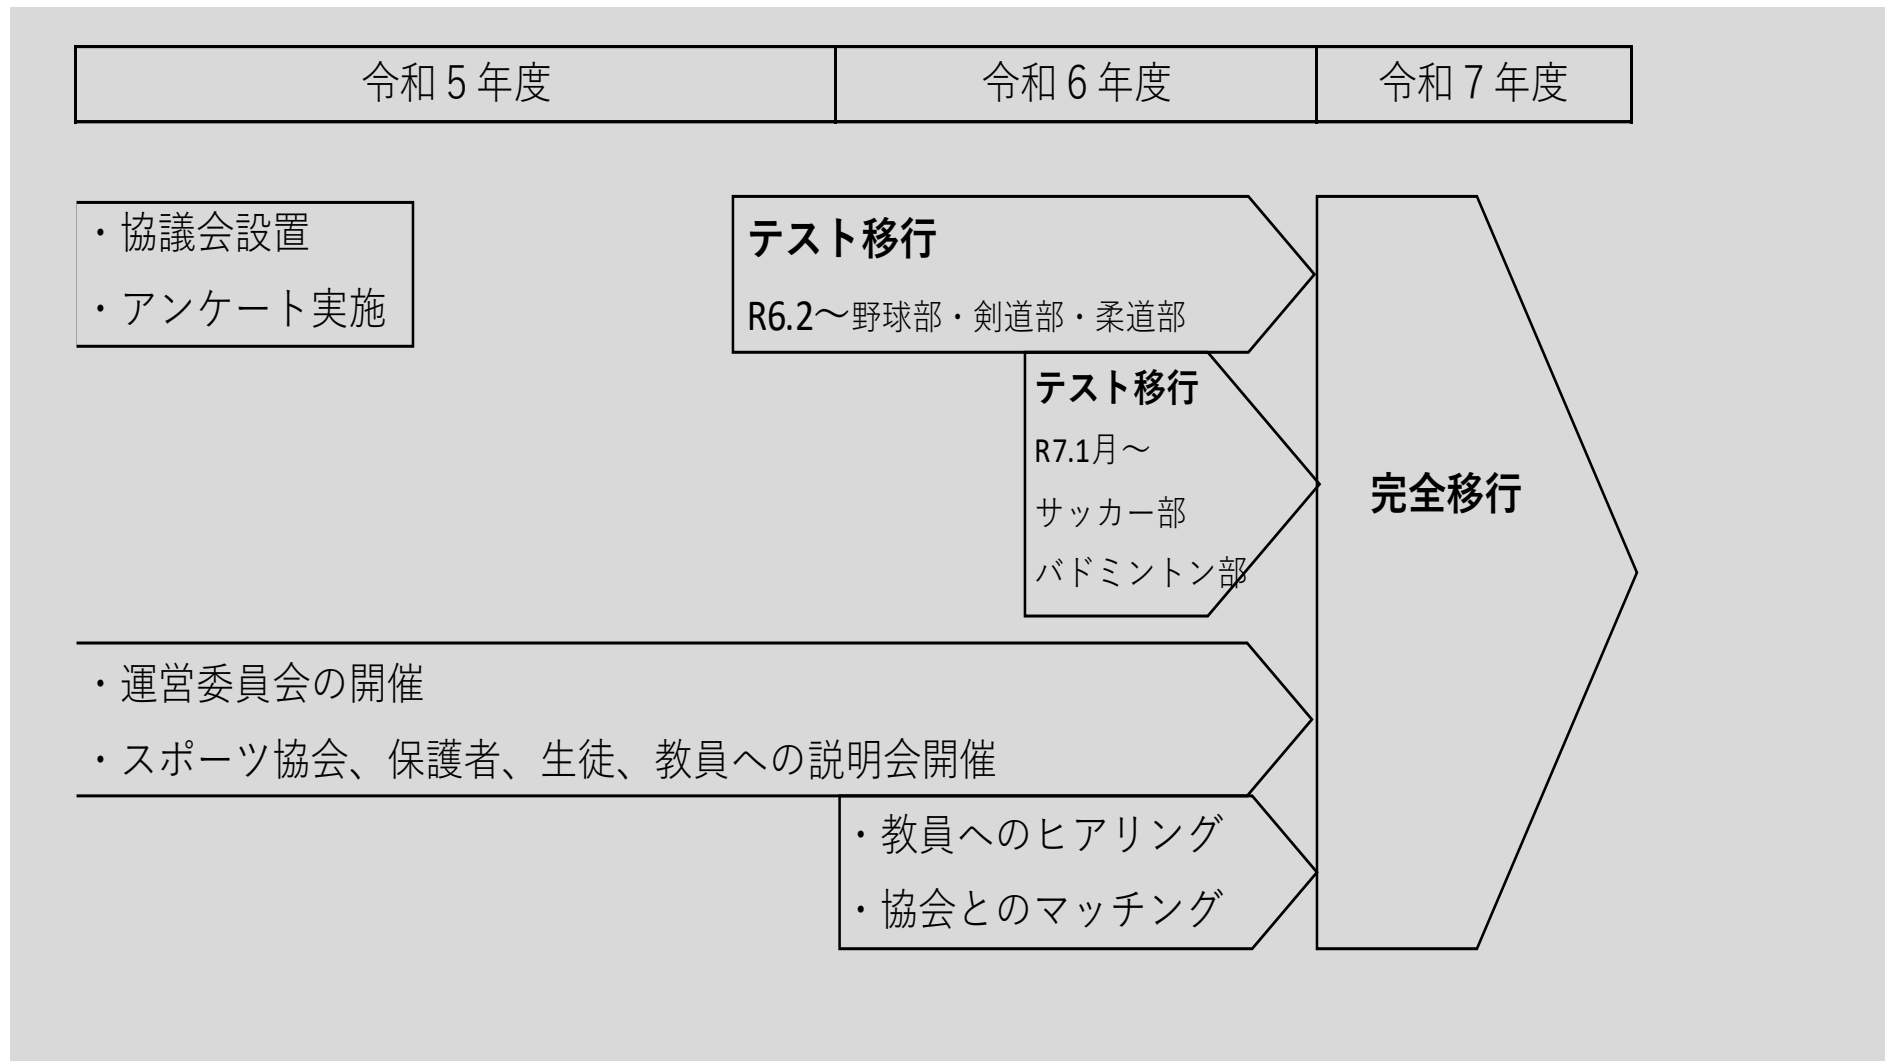 令和５年度
令和６年度
令和７年度
・協議会設置
・アンケート実施
テスト移行
R6.2～野球部・剣道部・柔道部
テスト移行
R7.1月～
サッカー部
バドミントン部
完全移行
・運営委員会の開催
・スポーツ協会、保護者、生徒、教員への説明会開催
・教員へのヒアリング
・協会とのマッチング